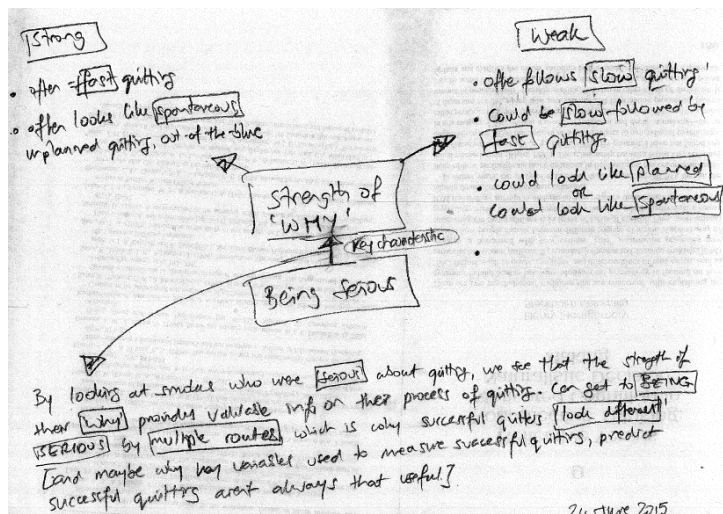 Strong
• often = fast quitting
• often looks like spontaneous
unplanned quitting, out of the blue
Weak
• ofte follows 'slow quitting'
• could be slow followed by
fast quitting
• could look like planned
OR
could look like spontaneous
•
Strength of
'WHY'
Key characteristic
Being Serious
By looking at smokers who were serious about quitting, we see that the strength of
their 'why' provides valuable info on their process of quitting. Can get to BEING
SERIOUS by multiple routes, which is why successful quitters 'look different'
[and maybe why key variables used to measure successful quitting, predict
successful quitting aren't always that useful].
24 June 2015